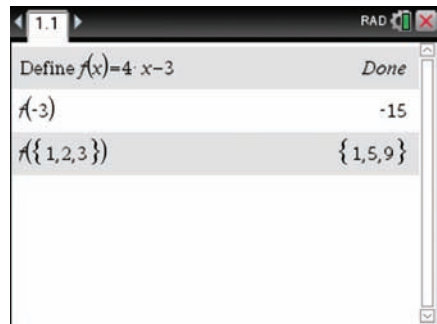 1.1 RAD
Define f(x)=4· x−3 Done
f(-3) -15
f({1,2,3}) {1,5,9}